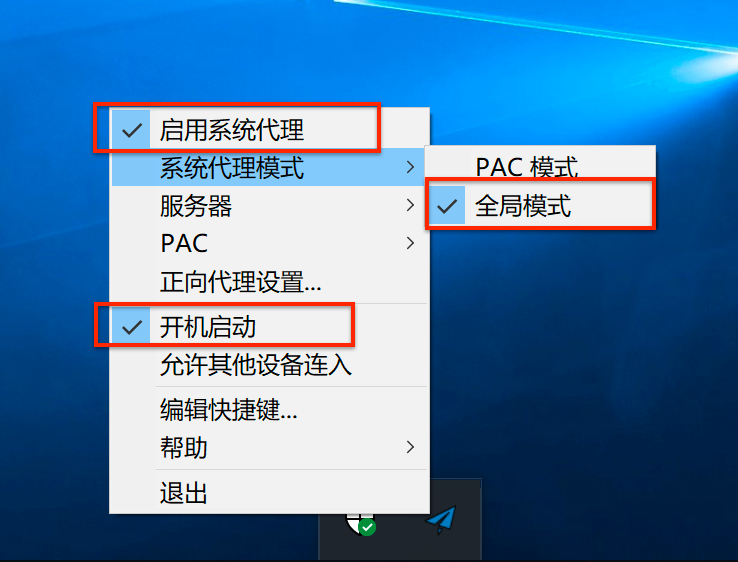 启用系统代理
系统代理模式
PAC 模式
服务器
全局模式
PAC
正向代理设置...
开机启动
允许其他设备连入
编辑快捷键...
帮助
退出